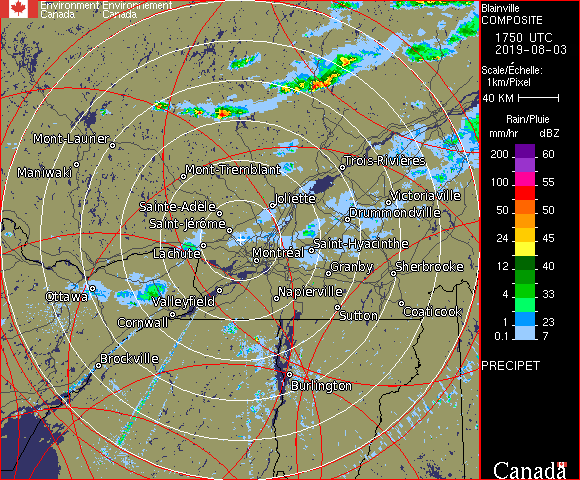 Environment Environnement
Canada Canada
Blainville
COMPOSITE
1750 UTC
2019-08-03
Scale/Échelle:
1km/Pixel
40 KM
Rain/Pluie
mm/hr dBZ
200 60
100 55
50 50
24 45
12 40
4 33
1 23
0.1 7
PRECIPET
Canada
Mont-Laurier
Maniwaki
Mont-Tremblant
Trois-Rivières
Joliette
Victoriaville
Sainte-Adele
Drummondville
Saint-Jérôme
Saint-Hyacinthe
Lachute
Montréal
Granby
Sherbrooke
Ottawa
Valleyfield
Napierville
Coaticook
Cornwall
Sutton
Brockville
Burlington